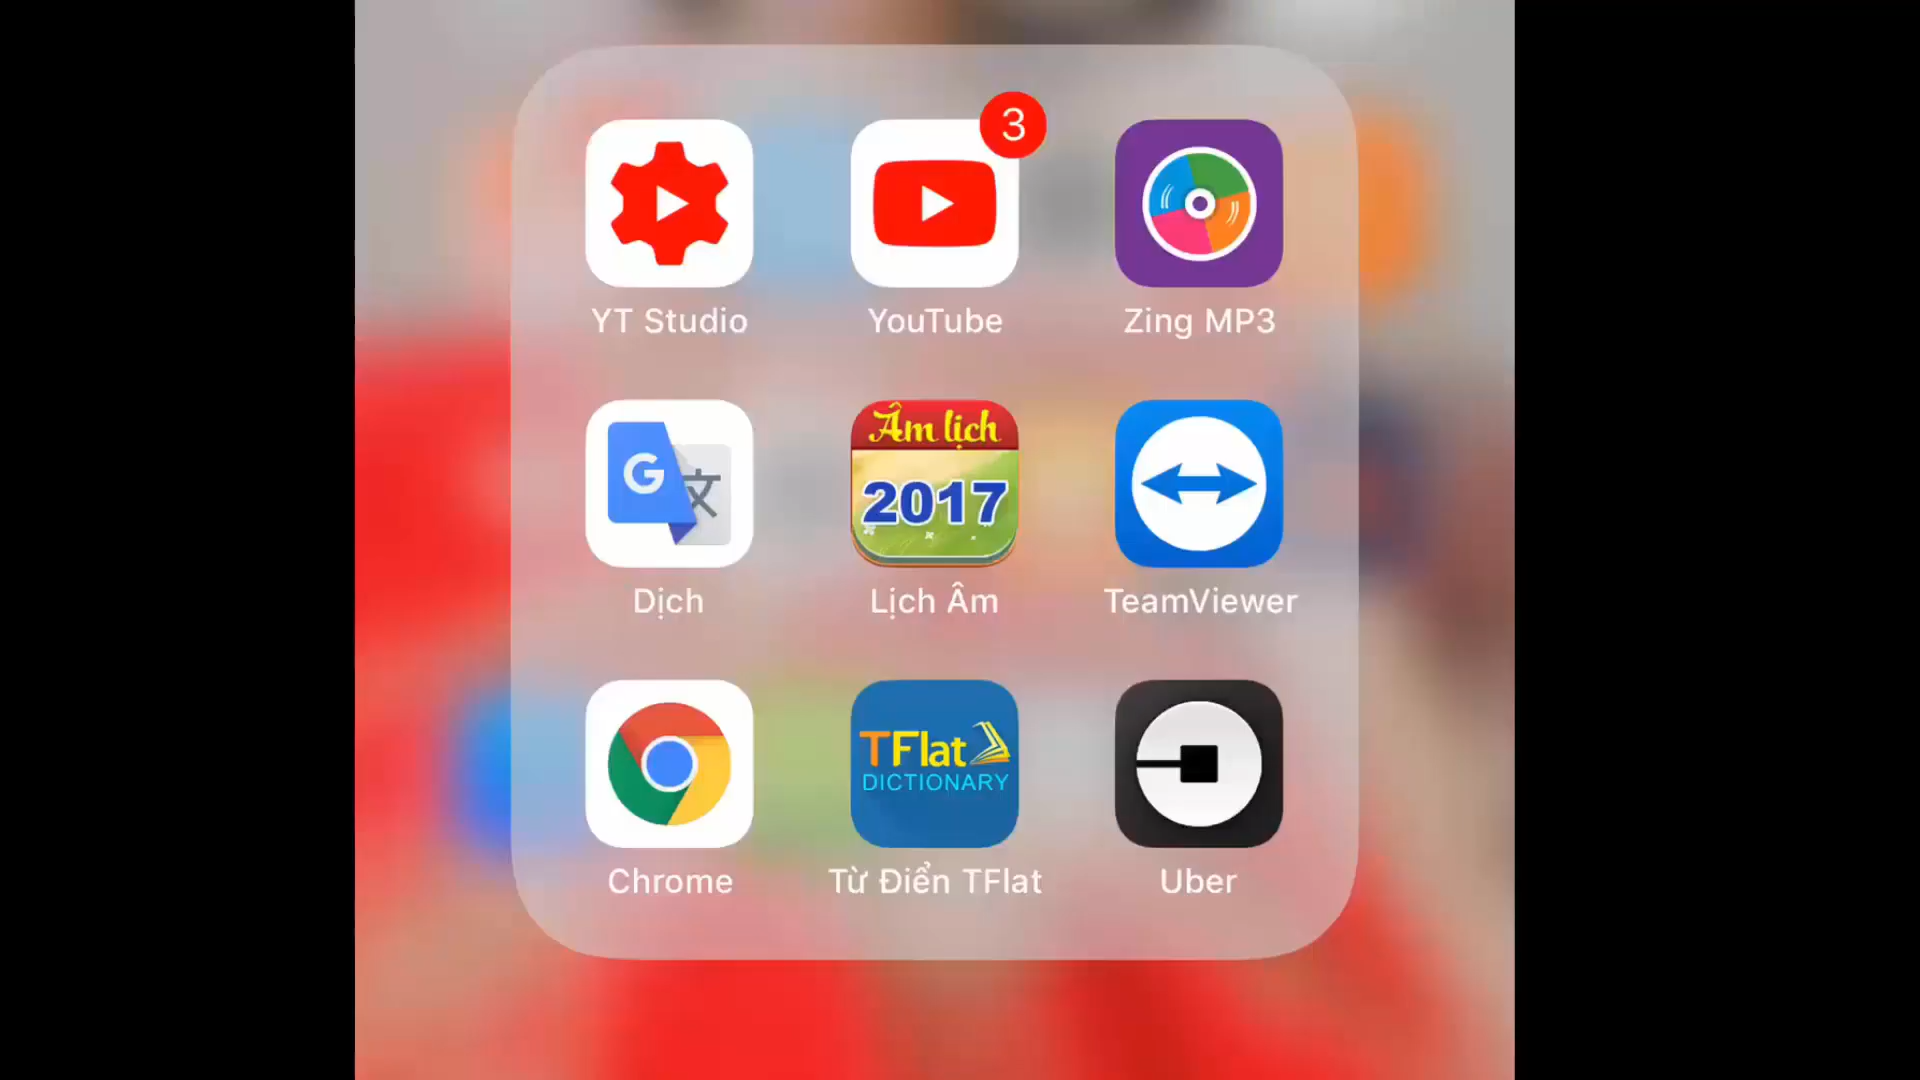 3
YT Studio
YouTube
Zing MP3
G 文
Âm lịch
2017
Dịch
Lịch Âm
TeamViewer
TFlat
DICTIONARY
Chrome
Từ Điển TFlat
Uber